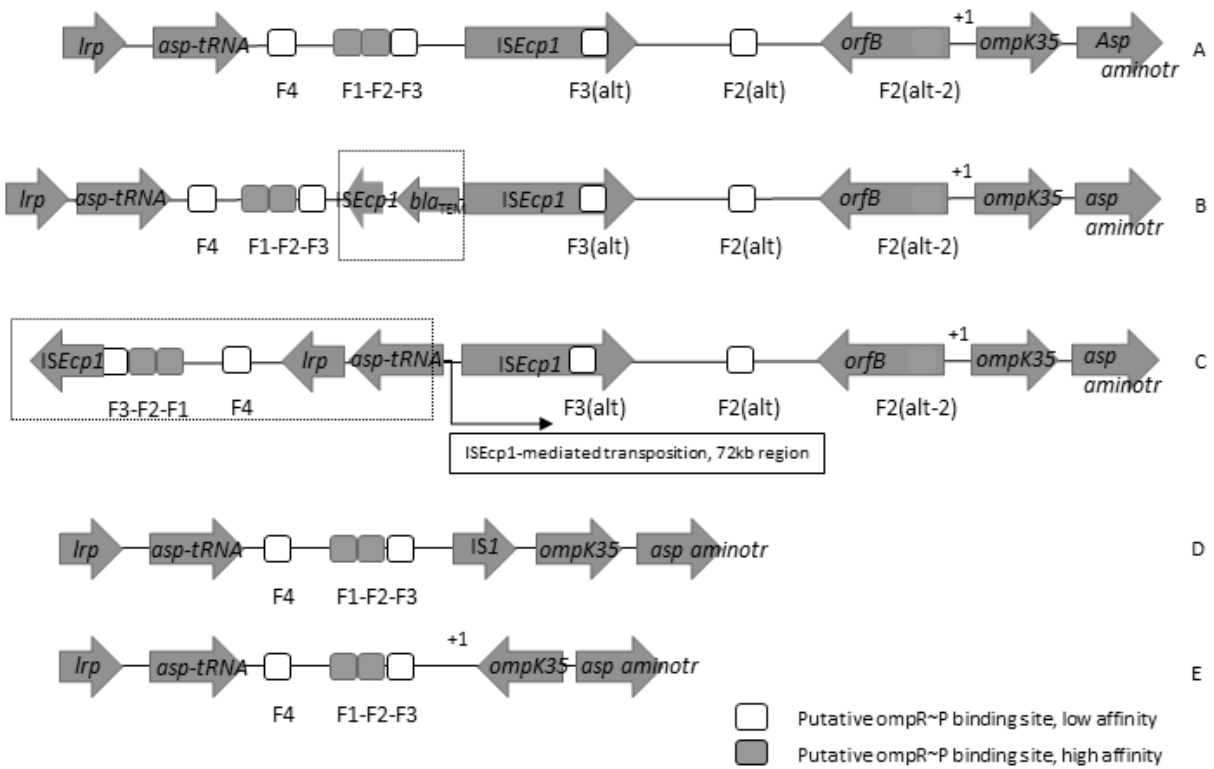 +1
lrp asp-tRNA ISEcp1 orfB ompK35 Asp aminotr A
F4 F1-F2-F3 F3(alt) F2(alt) F2(alt-2)
+1
lrp asp-tRNA ISEcp1 bla TEM ISEcp1 orfB ompK35 asp aminotr B
F4 F1-F2-F3 F3(alt) F2(alt) F2(alt-2)
+1
ISEcp1 lrp asp-tRNA ISEcp1 orfB ompK35 asp aminotr C
F3-F2-F1 F4 F3(alt) F2(alt) F2(alt-2)
ISEcp1-mediated transposition, 72kb region
lrp asp-tRNA IS1 ompK35 asp aminotr D
F4 F1-F2-F3
+1
lrp asp-tRNA ompK35 asp aminotr E
F4 F1-F2-F3
Putative ompR~P binding site, low affinity
Putative ompR~P binding site, high affinity